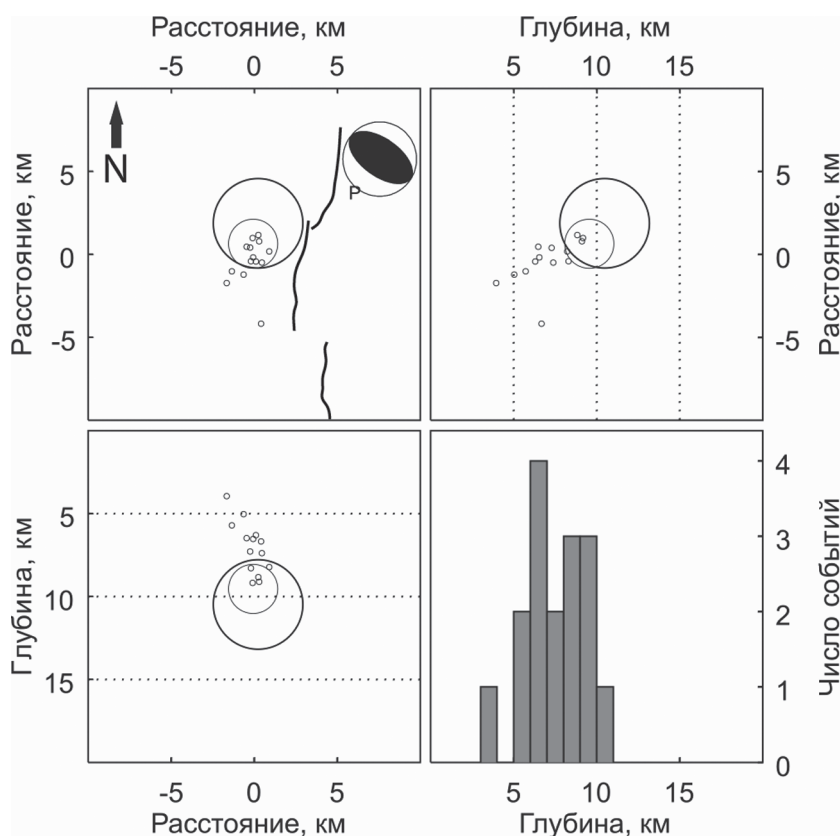 Расстояние, км
Глубина, км
-5 0 5
5 10 15
N
P
Расстояние, км
5
0
-5
5
0
-5
Расстояние, км
Глубина, км
5
10
15
4
3
2
1
0
Число событий
-5 0 5
5 10 15
Расстояние, км
Глубина, км